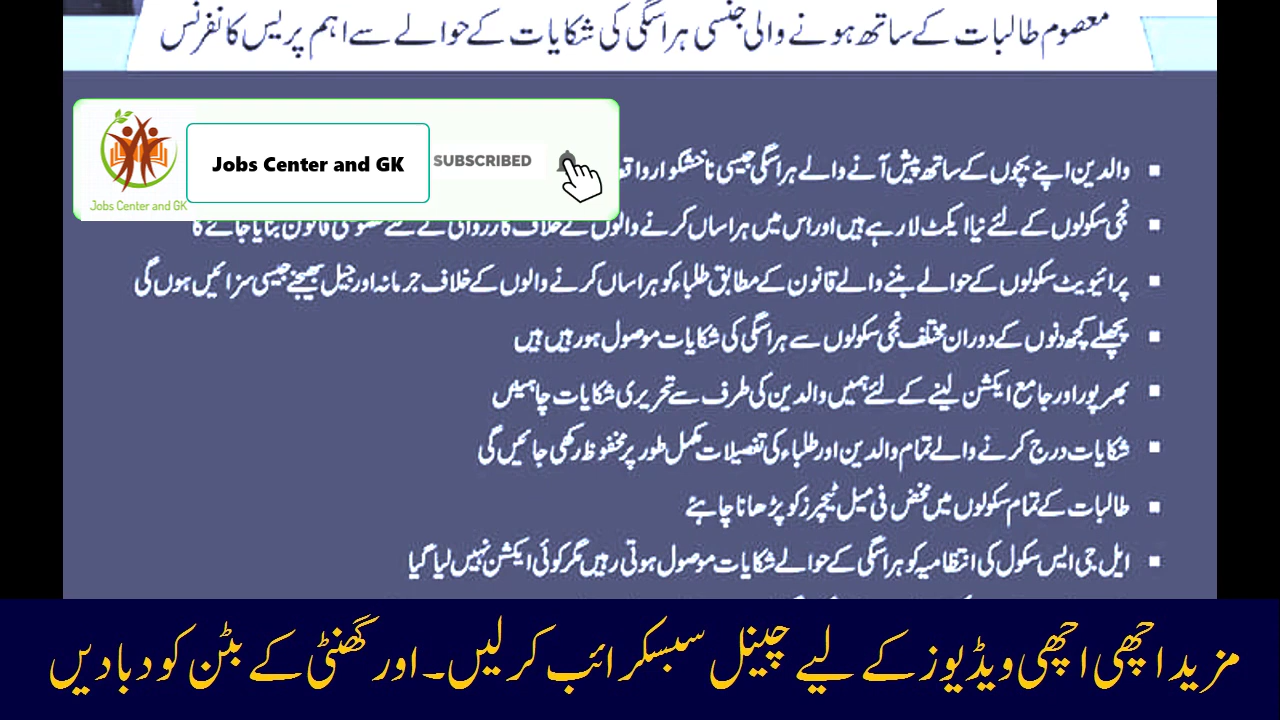 معصوم طالبات کے ساتھ ہونے والی جنسی ہراسگی کی شکایات کے حوالے سے اہم پریس کانفرنس
Jobs Center and GK
SUBSCRIBED
Jobs Center and GK
والدین اپنے بچوں کے ساتھ پیش آنے والے ہراسگی جیسی ناخشگوار
نجی سکولوں کے لئے نیا ایکٹ لا رہے ہیں اور اس میں ہراساں کرنے والوں کے خلاف کارروائی کے لئے خصوصی قانون بنایا جائے گا
پرائیویٹ سکولوں کے حوالے بننے والے قانون کے مطابق طلباء کو ہراساں کرنے والوں کے خلاف جرمانہ اور جیل بھیجنے جیسی سزائیں ہوں گی
پچھلے کچھ دنوں کے دوران مختلف نجی سکولوں سے ہراسگی کی شکایات موصول ہو رہیں ہیں
بھرپور اور جامع ایکشن لینے کے لئے ہمیں والدین کی طرف سے تحریری شکایات چاہئیں
شکایات درج کرنے والے تمام والدین اور طلباء کی تفصیلات مکمل طور پر محفوظ رکھی جائیں گی
طالبات کے تمام سکولوں میں محض فی میل ٹیچرز کو پڑھانا چاہئے
ایل جی ایس سکول کی انتظامیہ کو ہراسگی کے حوالے شکایات موصول ہوتی رہیں مگر کوئی ایکشن نہیں لیا گیا
مزید اچھی اچھی ویڈیوز کے لیے چینل سبسکرائب کرلیں۔ اور گھنٹی کے بٹن کو دبادیں